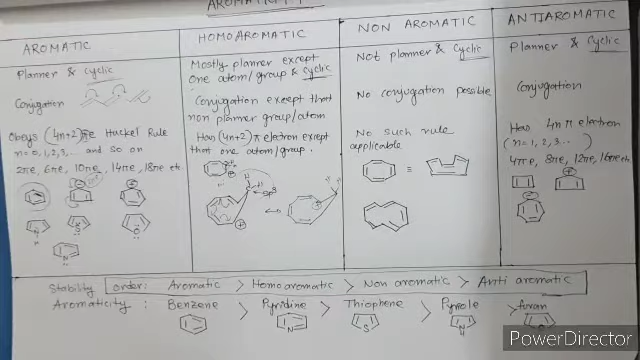 AROMATICITY
AROMATIC
Planner & Cyclic
Conjugation
Obeys (4n+2)πe Huckel Rule
n=0,1,2,3,... and so on
2πe, 6πe, 10πe, 14πe, 18πe etc.
HOMOAROMATIC
Mostly planner except
one atom/group & Cyclic
Conjugation except that
non planner group/atom
Has (4n+2)π electron except
that one atom/group.
NON AROMATIC
Not planner & Cyclic
No conjugation possible
No such rule
applicable
ANTIAROMATIC
Planner & Cyclic
Conjugation
Has 4nπ electron
(n=1,2,3...)
4πe, 8πe, 12πe, 16πe etc
Stability order: Aromatic > Homoaromatic > Non aromatic > Anti aromatic
Aromaticity : Benzene > Pyridine > Thiophene > Pyrrole > furan
PowerDirector